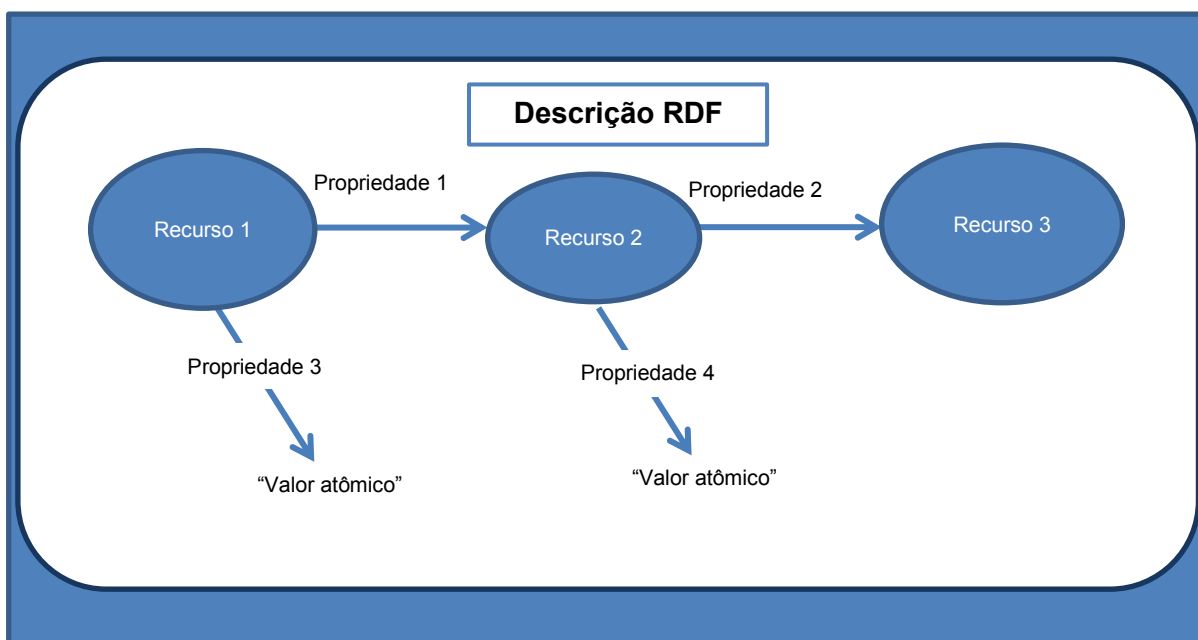 Descrição RDF
Propriedade 1
Propriedade 2
Recurso 1
Recurso 2
Recurso 3
Propriedade 3
Propriedade 4
“Valor atômico”
“Valor atômico”